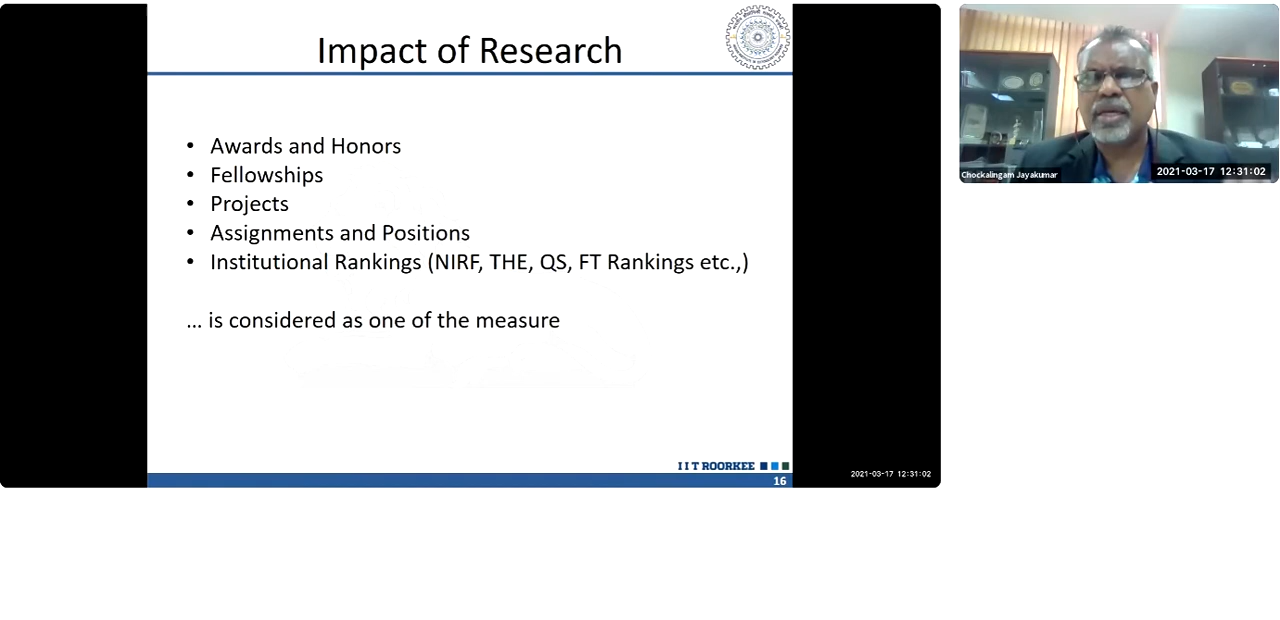 Impact of Research
• Awards and Honors
• Fellowships
• Projects
• Assignments and Positions
• Institutional Rankings (NIRF, THE, QS, FT Rankings etc.,)
... is considered as one of the measure
I I T ROORKEE
16
2021-03-17 12:31:02
Chockalingam Jayakumar
2021-03-17 12:31:02